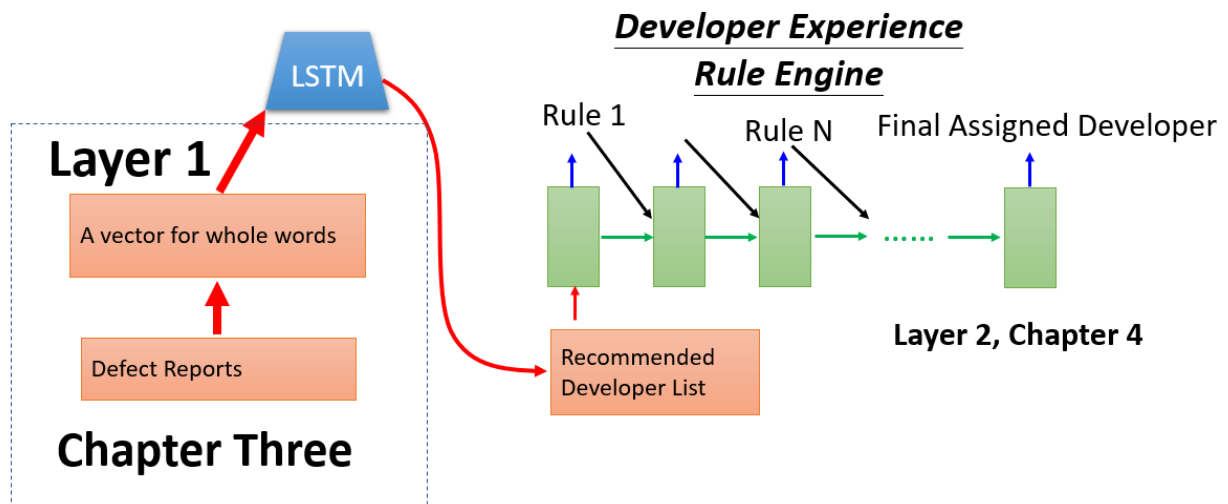 LSTM
Layer 1
A vector for whole words
Defect Reports
Chapter Three
Developer Experience
Rule Engine
Rule 1
Rule N
Final Assigned Developer
......
Recommended
Developer List
Layer 2, Chapter 4